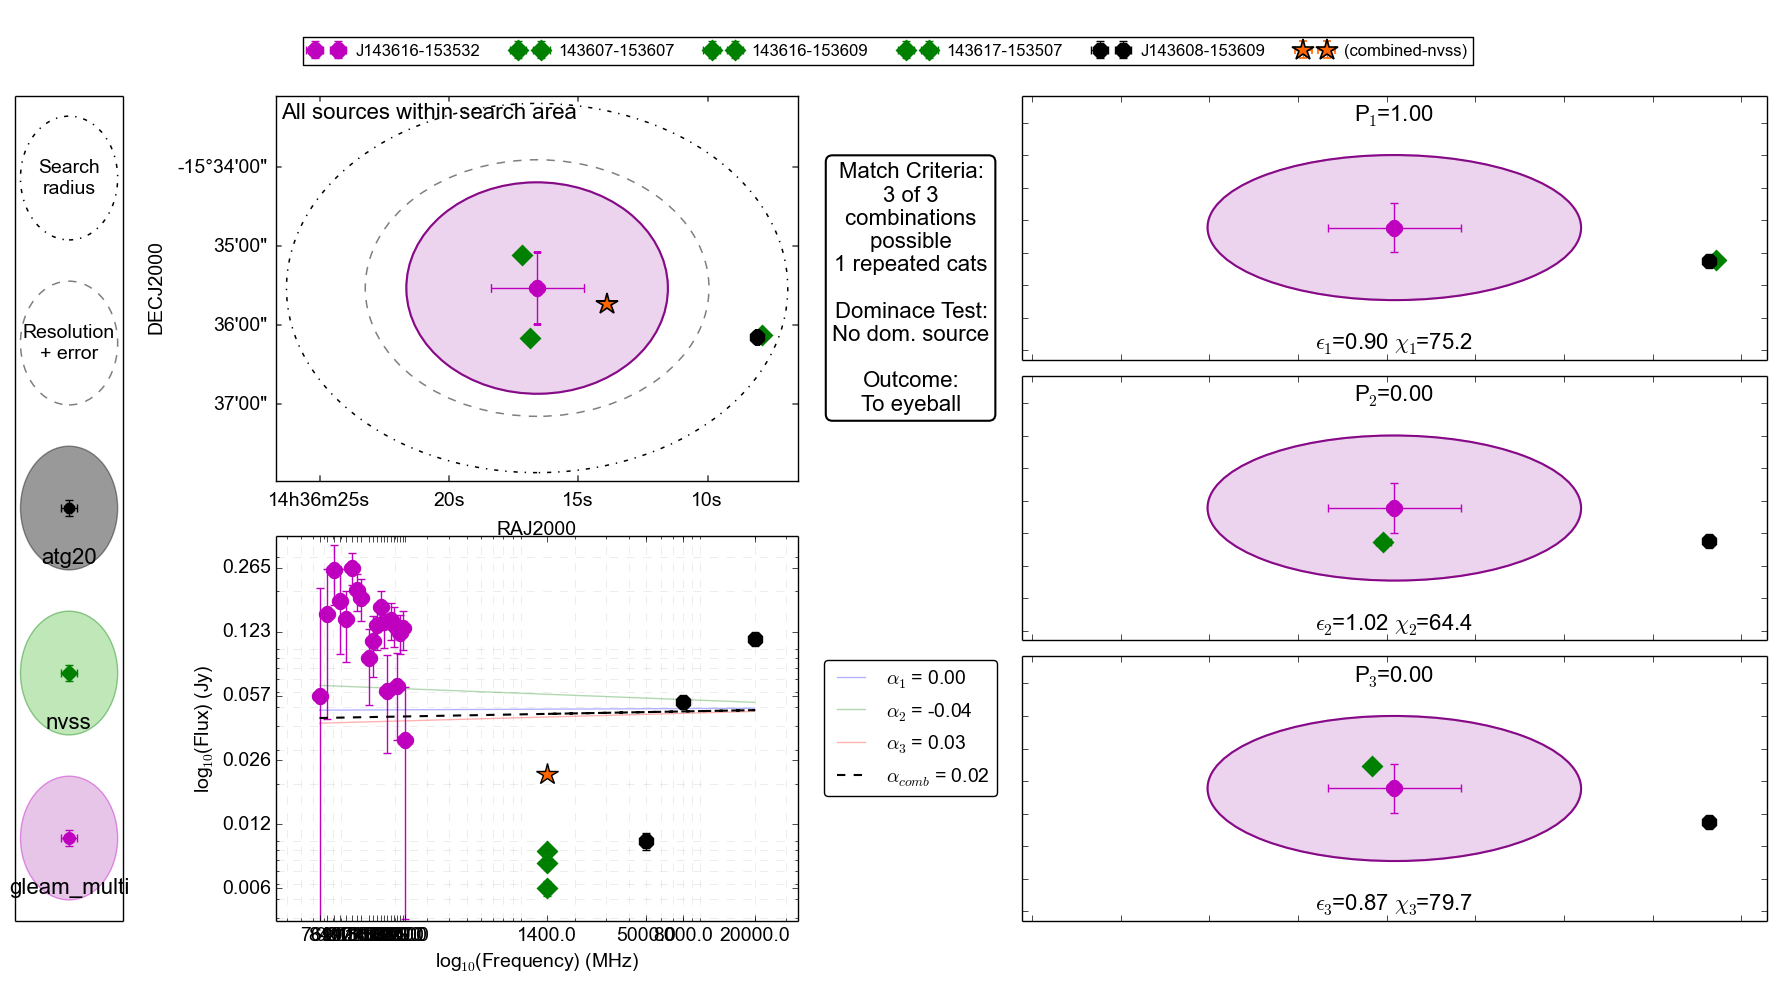 J143616-153532 143607-153607 143616-153609 143617-153507 J143608-153609 (combined-nvss)
Search
radius
Resolution
+ error
atg20
nvss
gleam_multi
All sources within search area
DECJ2000
-15°34'00"
35'00"
36'00"
37'00"
14h36m25s 20s 15s 10s
RAJ2000
Match Criteria:
3 of 3
combinations
possible
1 repeated cats
Dominace Test:
No dom. source
Outcome:
To eyeball
log₁₀(Flux) (Jy)
0.265
0.123
0.057
0.026
0.012
0.006
1400.0 5000.0 8000.0 20000.0
log₁₀(Frequency) (MHz)
α₁ = 0.00
α₂ = -0.04
α₃ = 0.03
α_comb = 0.02
P₁=1.00
ϵ₁=0.90 χ₁=75.2
P₂=0.00
ϵ₂=1.02 χ₂=64.4
P₃=0.00
ϵ₃=0.87 χ₃=79.7